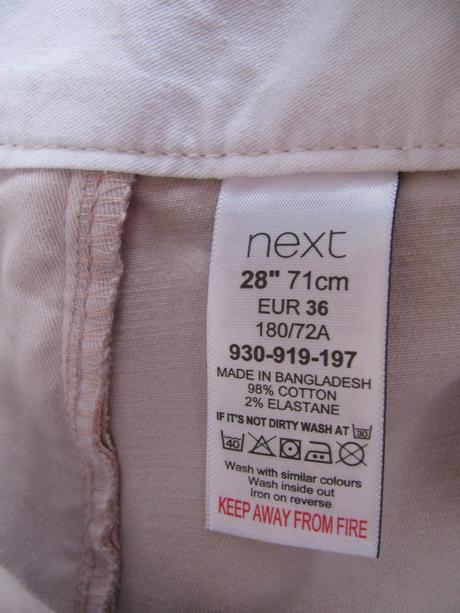 next
28" 71cm
EUR 36
180/72A
930-919-197
MADE IN BANGLADESH
98% COTTON
2% ELASTANE
IF IT'S NOT DIRTY WASH AT 30
40
Wash with similar colours
Wash inside out
Iron on reverse
KEEP AWAY FROM FIRE